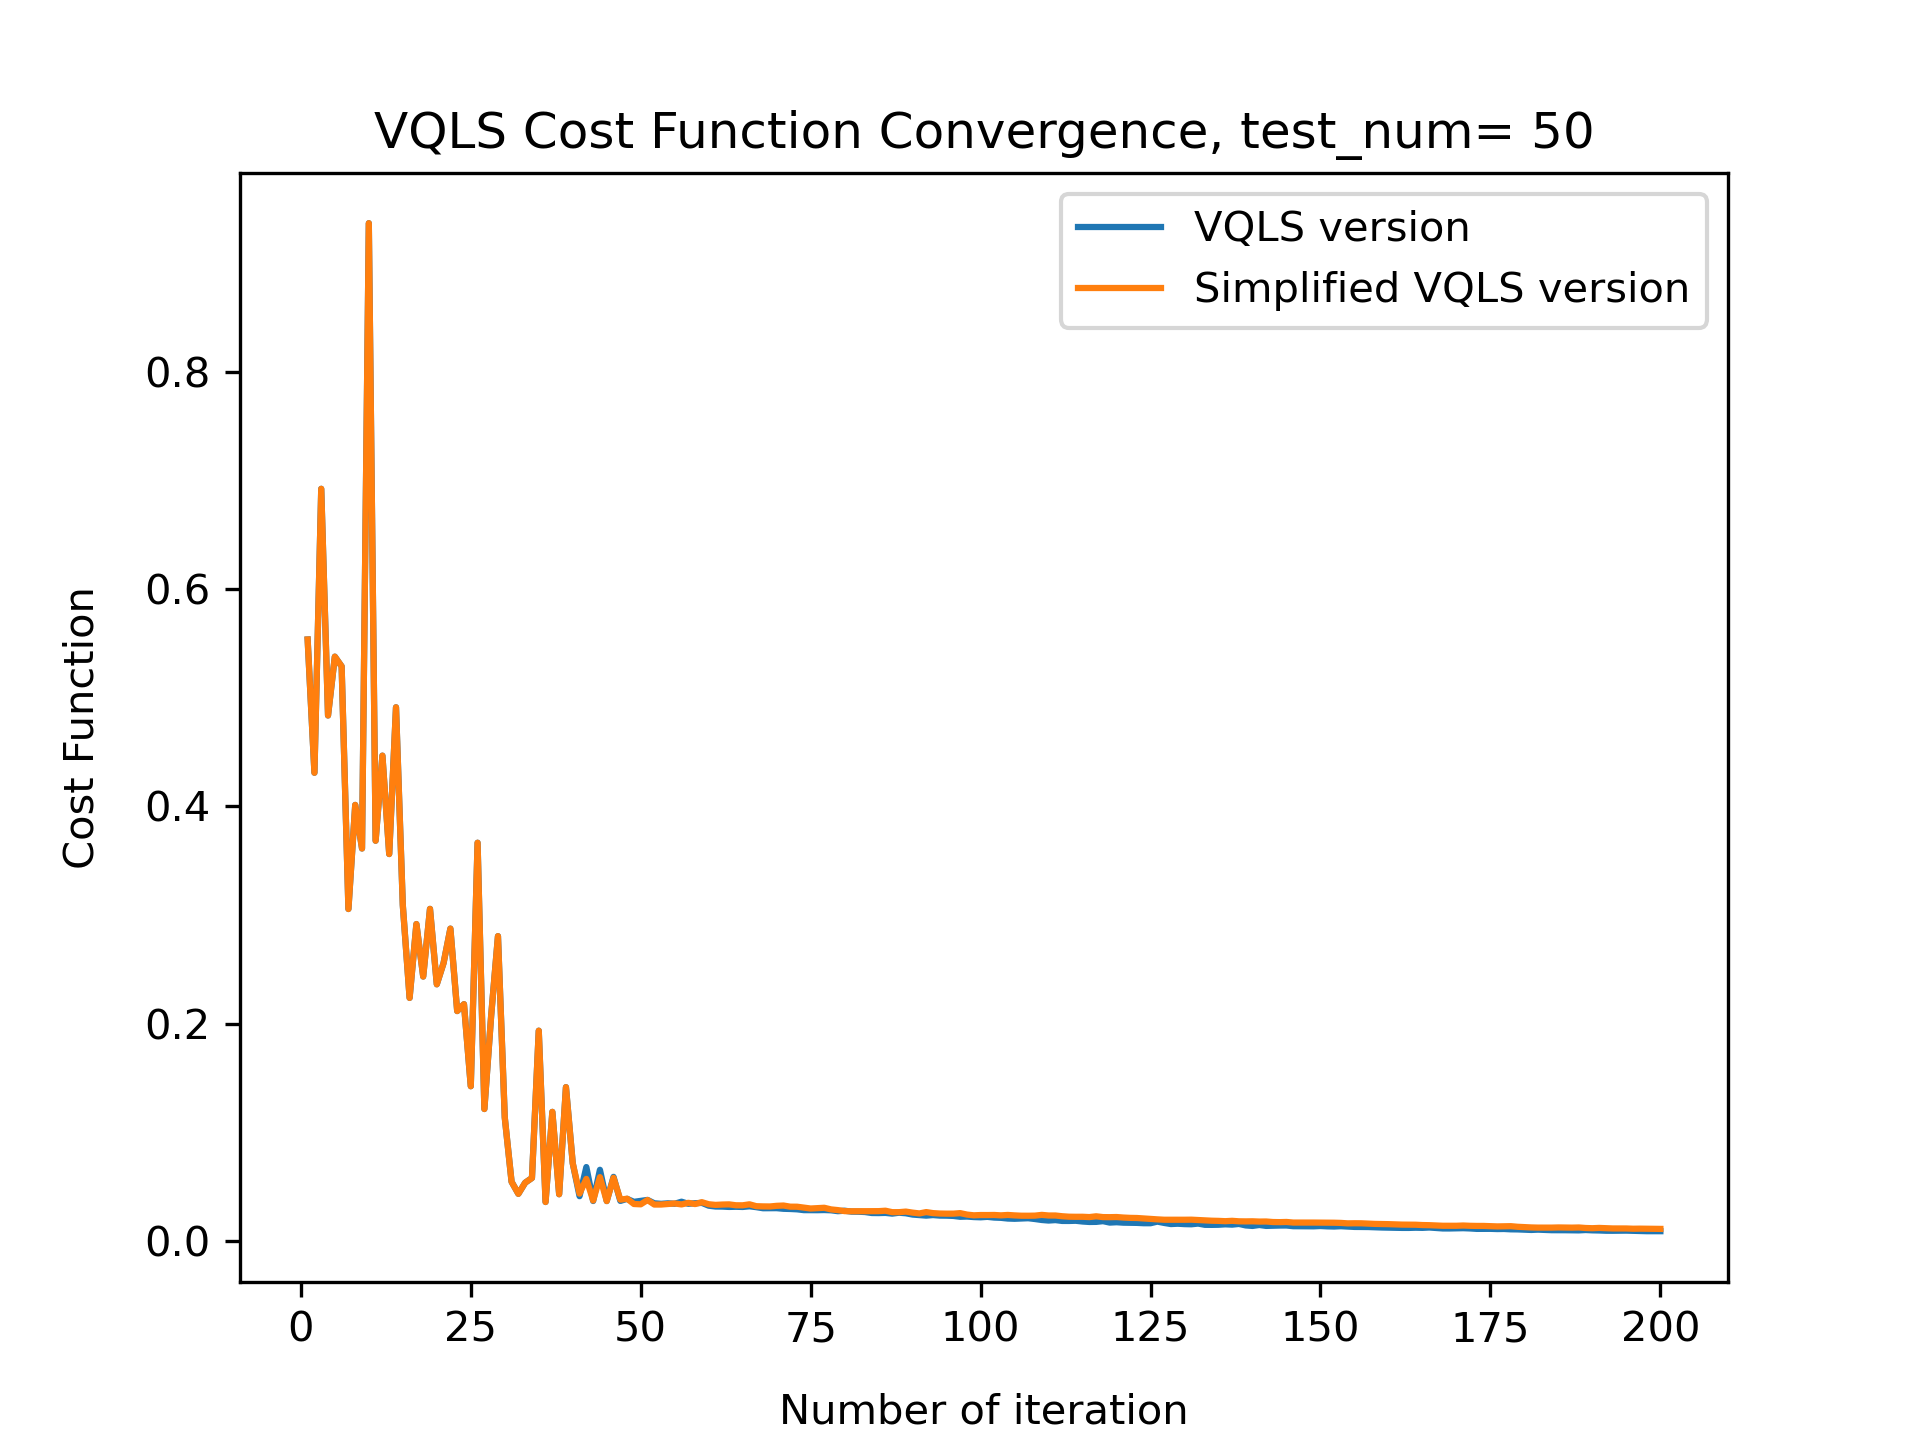 VQLS Cost Function Convergence, test_num= 50
VQLS version
Simplified VQLS version
Cost Function
0.8
0.6
0.4
0.2
0.0
0 25 50 75 100 125 150 175 200
Number of iteration